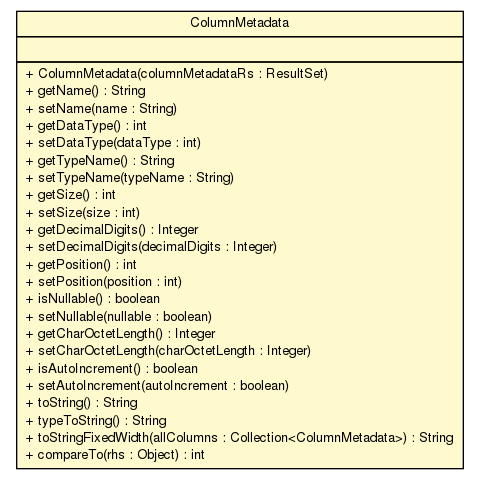 ColumnMetadata
+ ColumnMetadata(columnMetadataRs : ResultSet)
+ getName() : String
+ setName(name : String)
+ getDataType() : int
+ setDataType(dataType : int)
+ getTypeName() : String
+ setTypeName(typeName : String)
+ getSize() : int
+ setSize(size : int)
+ getDecimalDigits() : Integer
+ setDecimalDigits(decimalDigits : Integer)
+ getPosition() : int
+ setPosition(position : int)
+ isNullable() : boolean
+ setNullable(nullable : boolean)
+ getCharOctetLength() : Integer
+ setCharOctetLength(charOctetLength : Integer)
+ isAutoIncrement() : boolean
+ setAutoIncrement(autoIncrement : boolean)
+ toString() : String
+ typeToString() : String
+ toStringFixedWidth(allColumns : Collection<ColumnMetadata>) : String
+ compareTo(rhs : Object) : int